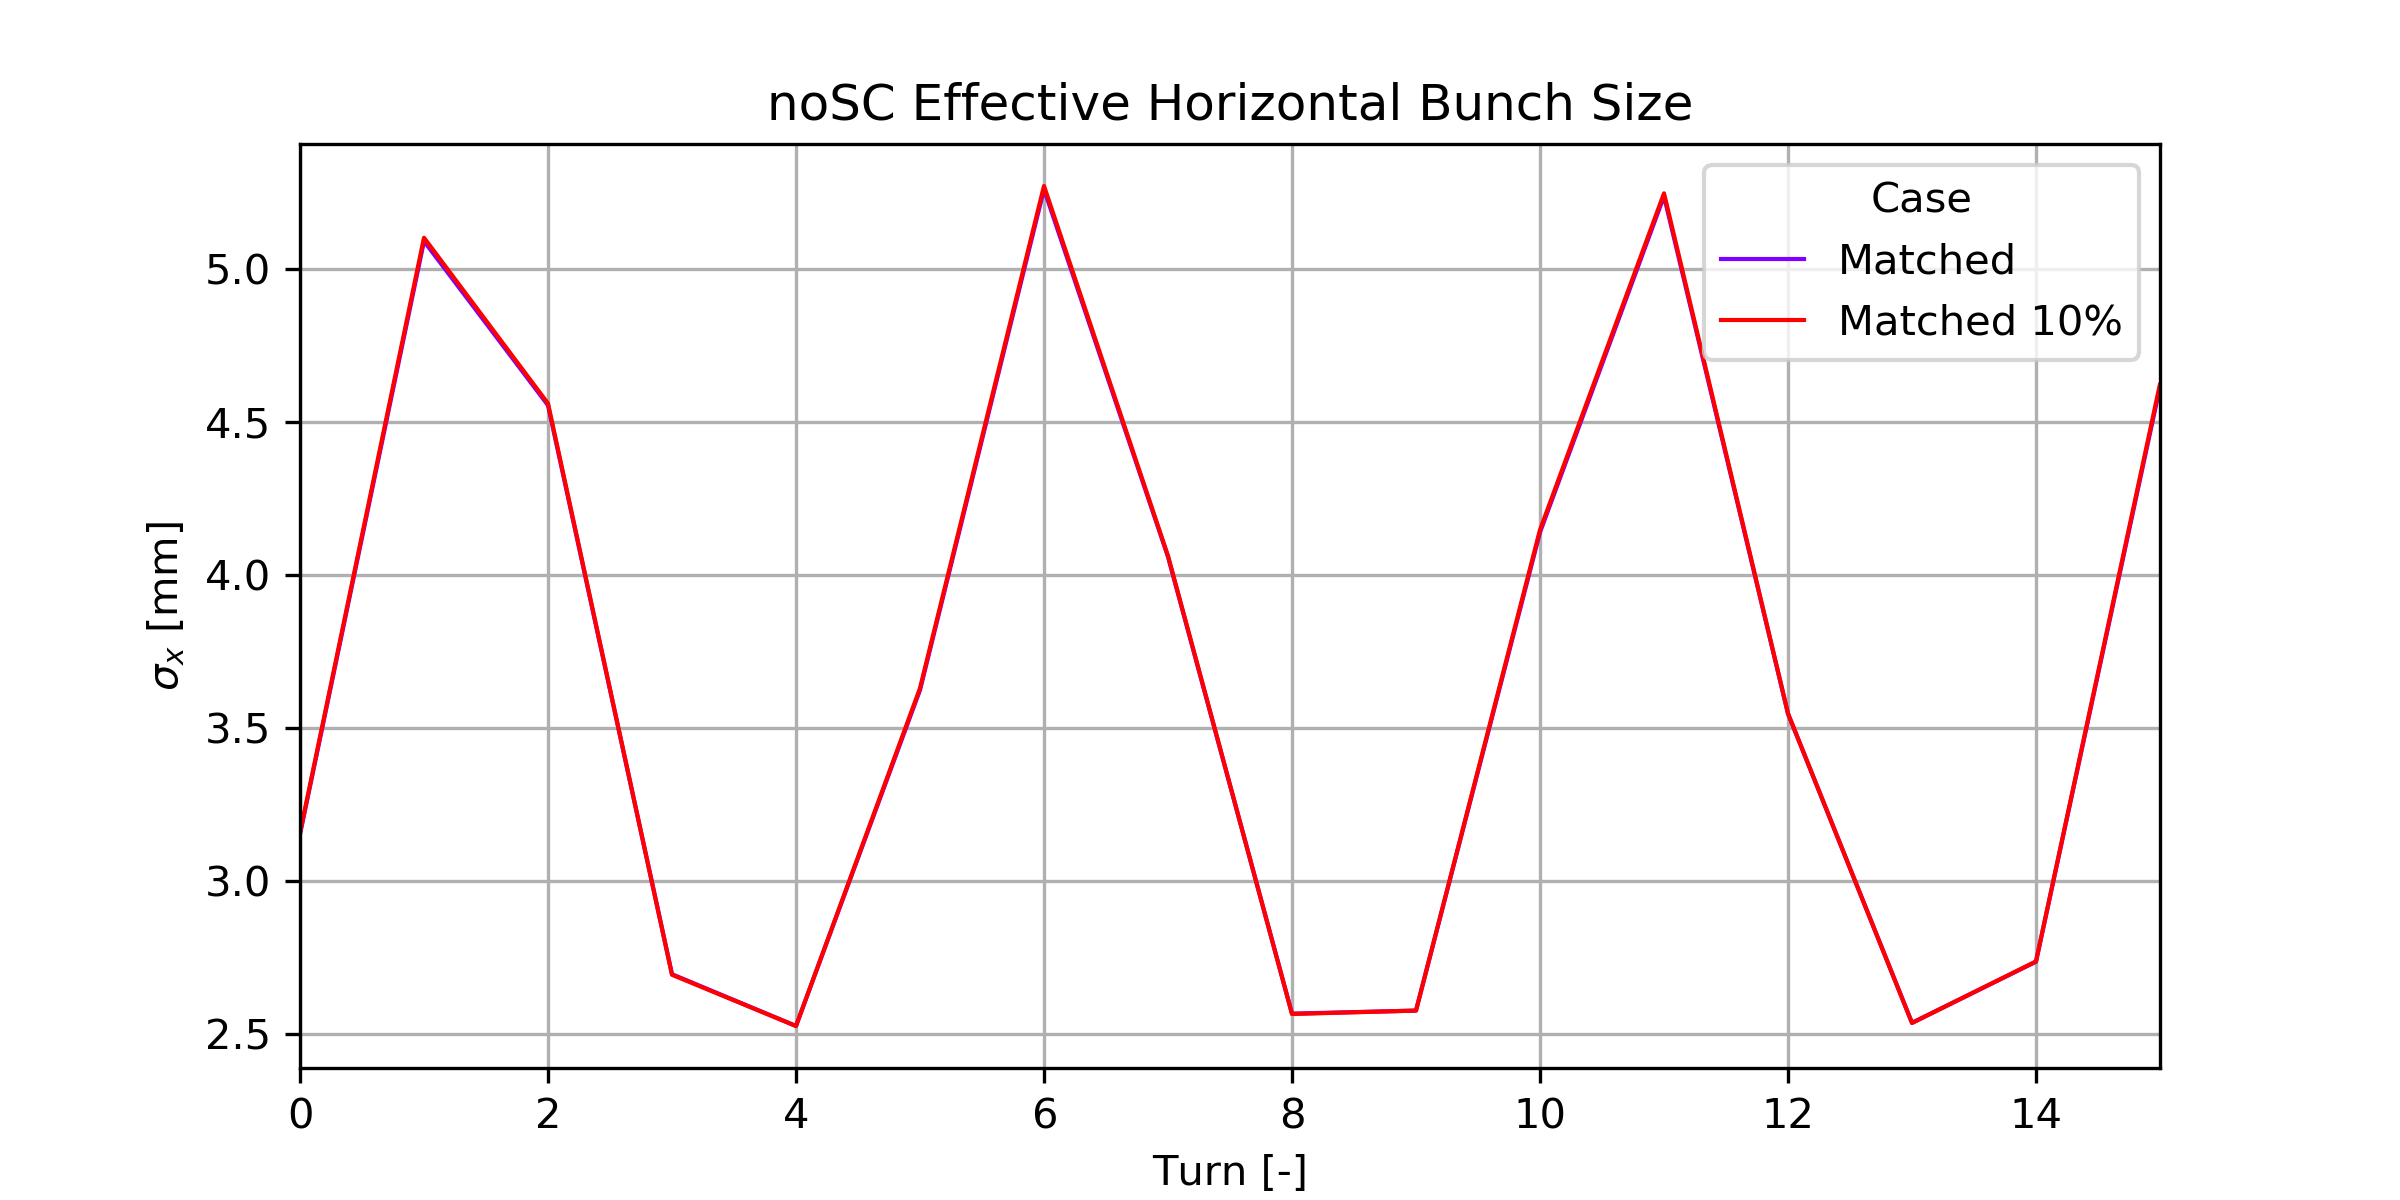 noSC Effective Horizontal Bunch Size
Case
Matched
Matched 10%
5.0
4.5
4.0
3.5
3.0
2.5
σx [mm]
0 2 4 6 8 10 12 14
Turn [-]